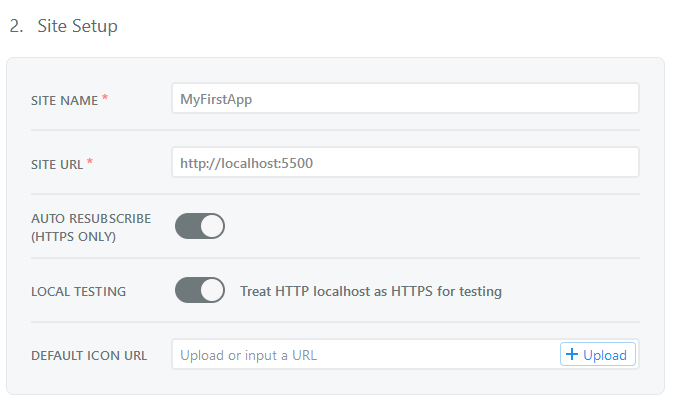 2. Site Setup
SITE NAME *
MyFirstApp
SITE URL *
http://localhost:5500
AUTO RESUBSCRIBE
(HTTPS ONLY)
LOCAL TESTING
Treat HTTP localhost as HTTPS for testing
DEFAULT ICON URL
Upload or input a URL
+ Upload